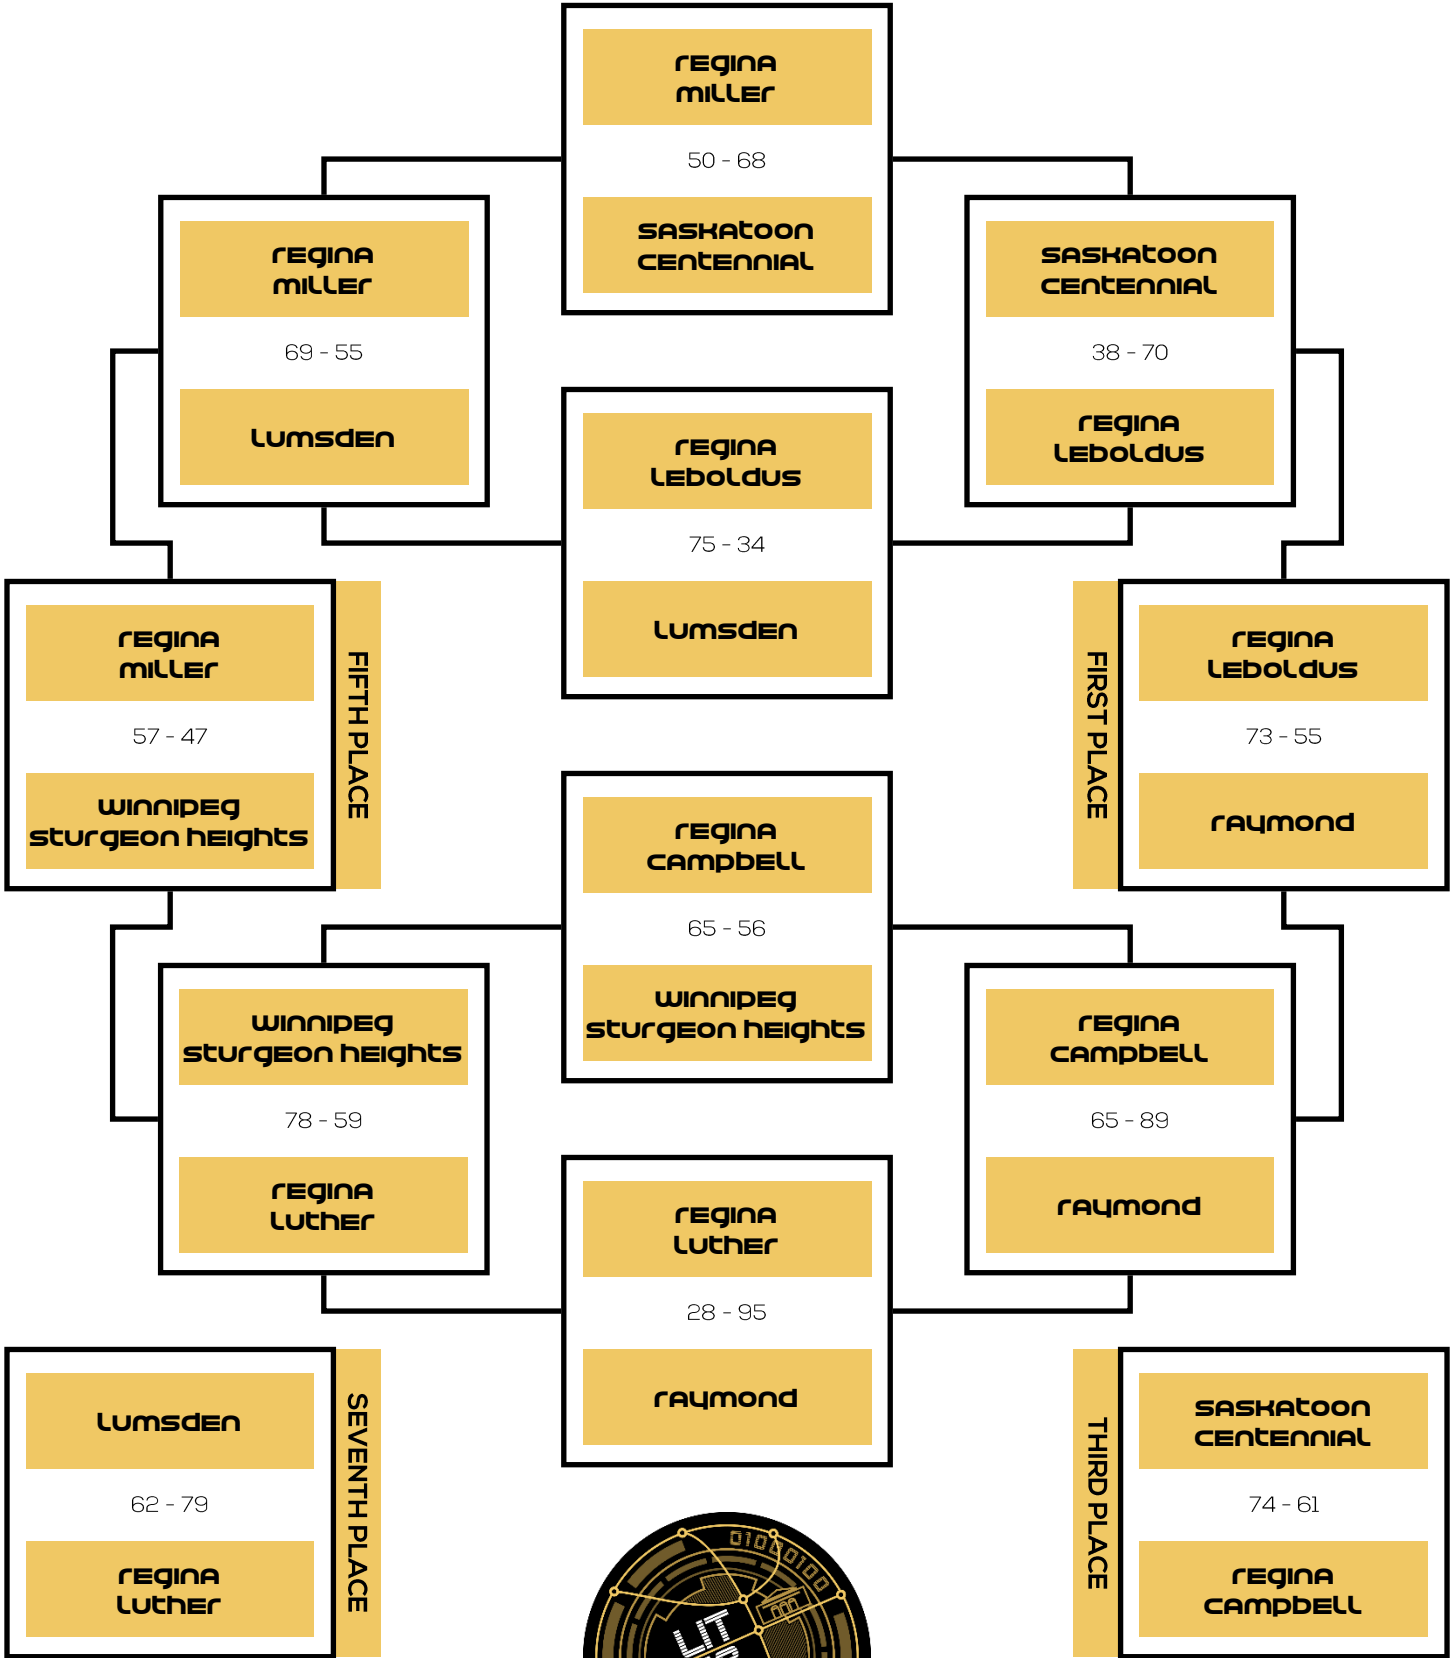 REGINA
MILLER
50 - 68
SASKATOON
CENTENNIAL
REGINA
MILLER
69 - 55
LUMSDEN
SASKATOON
CENTENNIAL
38 - 70
REGINA
LEBOLDUS
REGINA
LEBOLDUS
75 - 34
LUMSDEN
REGINA
MILLER
57 - 47
WINNIPEG
STURGEON HEIGHTS
FIFTH PLACE
FIRST PLACE
REGINA
LEBOLDUS
73 - 55
RAYMOND
REGINA
CAMPBELL
65 - 56
WINNIPEG
STURGEON HEIGHTS
WINNIPEG
STURGEON HEIGHTS
78 - 59
REGINA
LUTHER
REGINA
CAMPBELL
65 - 89
RAYMOND
REGINA
LUTHER
28 - 95
RAYMOND
LUMSDEN
62 - 79
REGINA
LUTHER
SEVENTH PLACE
THIRD PLACE
SASKATOON
CENTENNIAL
74 - 61
REGINA
CAMPBELL
01000100
LIT